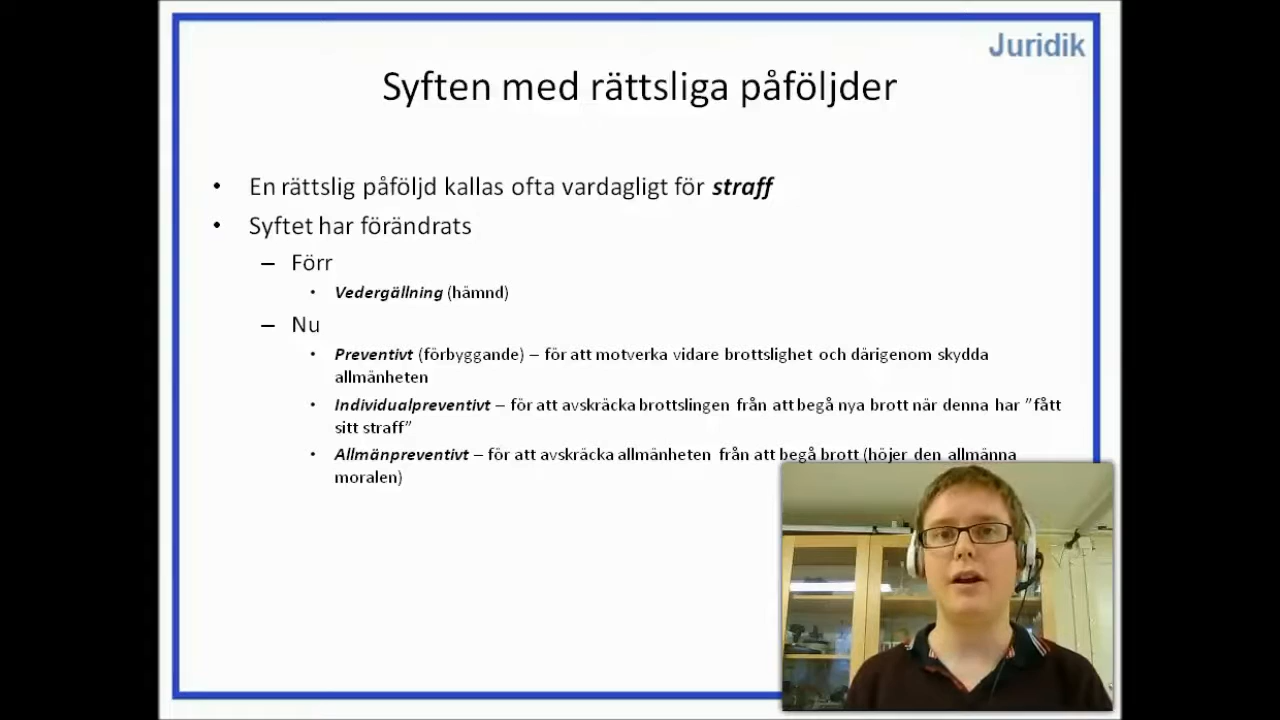 Juridik
Syften med rättsliga påföljder
• En rättslig påföljd kallas ofta vardagligt för straff
• Syftet har förändrats
– Förr
• Vedergällning (hämnd)
– Nu
• Preventivt (förbyggande) – för att motverka vidare brottslighet och därigenom skydda
allmänheten
• Individualpreventivt – för att avskräcka brottslingen från att begå nya brott när denna har ”fått
sitt straff”
• Allmänpreventivt – för att avskräcka allmänheten från att begå brott (höjer den allmänna
moralen)